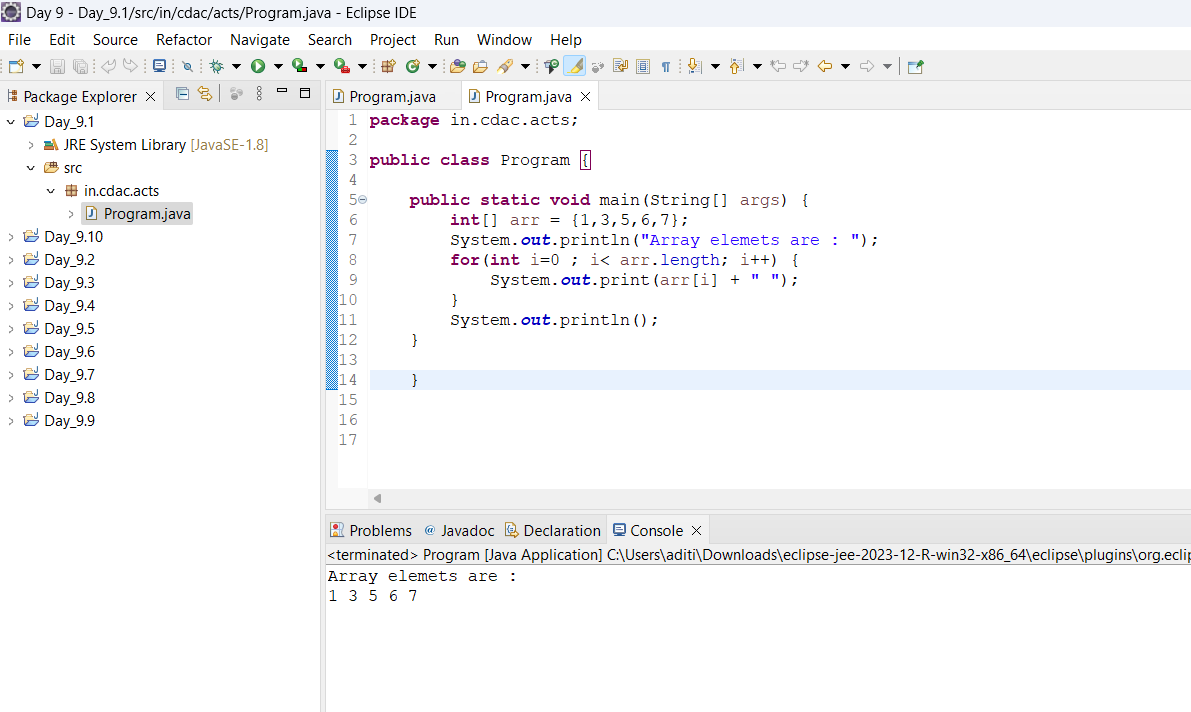 Day 9 - Day_9.1/src/in/cdac/acts/Program.java - Eclipse IDE
File Edit Source Refactor Navigate Search Project Run Window Help
Package Explorer
Day_9.1
JRE System Library [JavaSE-1.8]
src
in.cdac.acts
Program.java
Day_9.10
Day_9.2
Day_9.3
Day_9.4
Day_9.5
Day_9.6
Day_9.7
Day_9.8
Day_9.9
Program.java Program.java
1 package in.cdac.acts;
2
3 public class Program {
4
5 public static void main(String[] args) {
6 int[] arr = {1,3,5,6,7};
7 System.out.println("Array elemets are : ");
8 for(int i=0 ; i< arr.length; i++) {
9 System.out.print(arr[i] + " ");
10 }
11 System.out.println();
12 }
13
14 }
15
16
17
Problems @ Javadoc Declaration Console
<terminated> Program [Java Application] C:\Users\aditi\Downloads\eclipse-jee-2023-12-R-win32-x86_64\eclipse\plugins\org.eclip
Array elemets are :
1 3 5 6 7